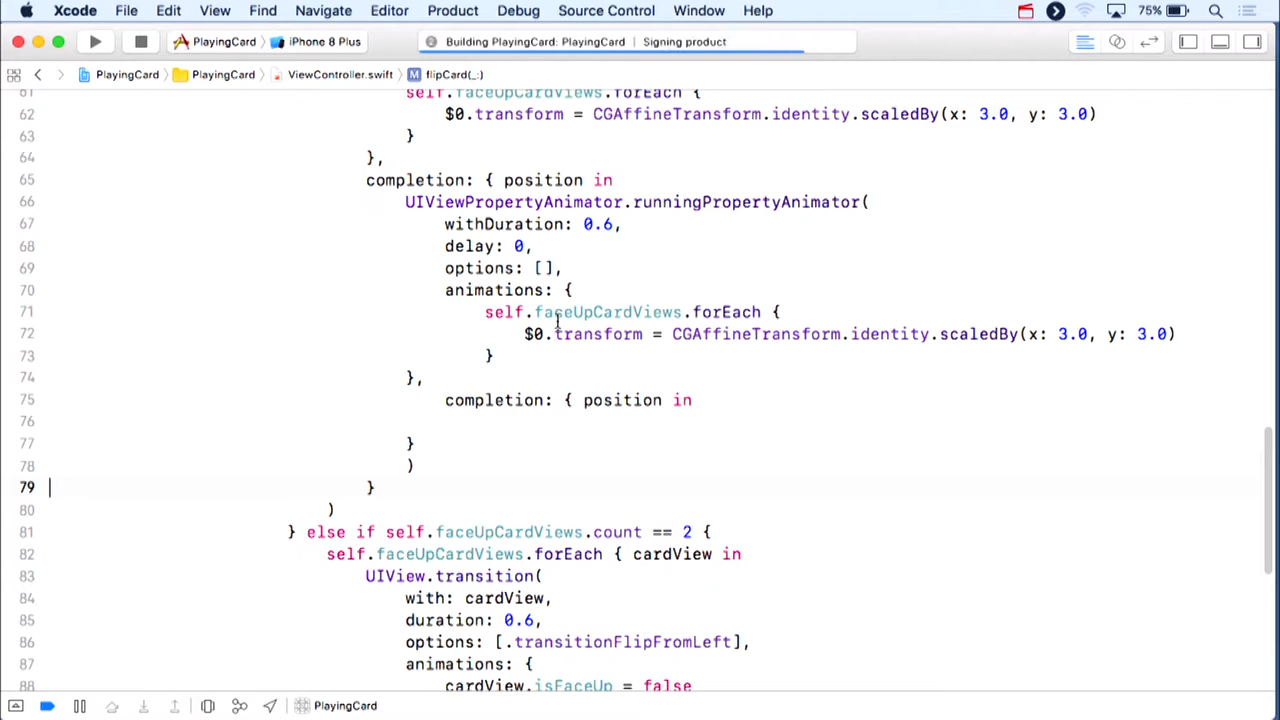 Xcode File Edit View Find Navigate Editor Product Debug Source Control Window Help 75%
PlayingCard > iPhone 8 Plus Building PlayingCard: PlayingCard | Signing product
PlayingCard > PlayingCard > ViewController.swift > M flipCard(_:)
61 self.faceUpCardViews.forEach {
62 $0.transform = CGAffineTransform.identity.scaledBy(x: 3.0, y: 3.0)
63 }
64 },
65 completion: { position in
66 UIViewPropertyAnimator.runningPropertyAnimator(
67 withDuration: 0.6,
68 delay: 0,
69 options: [],
70 animations: {
71 self.faceUpCardViews.forEach {
72 $0.transform = CGAffineTransform.identity.scaledBy(x: 3.0, y: 3.0)
73 }
74 },
75 completion: { position in
76
77 }
78 )
79 }
80 )
81 } else if self.faceUpCardViews.count == 2 {
82 self.faceUpCardViews.forEach { cardView in
83 UIView.transition(
84 with: cardView,
85 duration: 0.6,
86 options: [.transitionFlipFromLeft],
87 animations: {
88 cardView.isFaceUp = false
PlayingCard